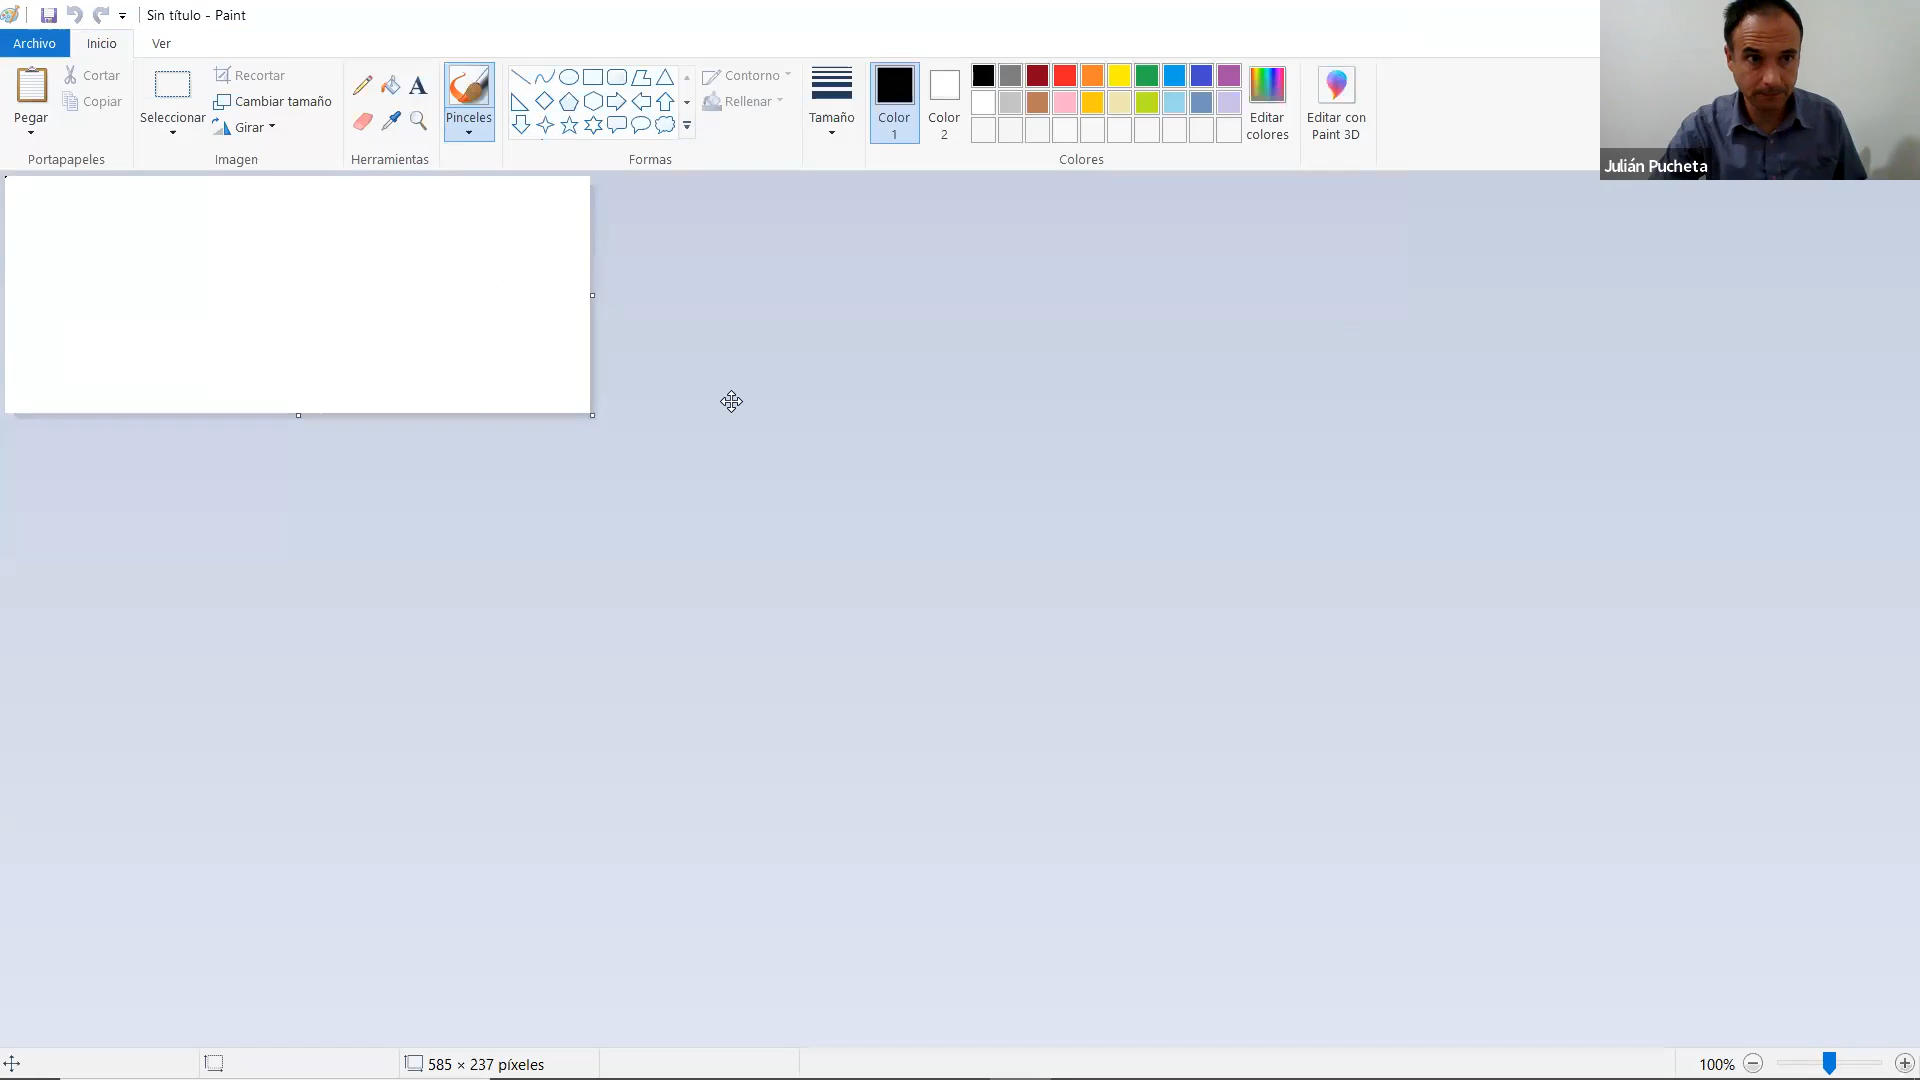 Sin título - Paint
Archivo
Inicio
Ver
Pegar
Cortar
Copiar
Portapapeles
Seleccionar
Recortar
Cambiar tamaño
Girar
Imagen
A
Herramientas
Pinceles
Contorno
Rellenar
Formas
Tamaño
Color
1
Color
2
Editar
colores
Colores
Editar con
Paint 3D
Julián Pucheta
585 × 237 píxeles
100%